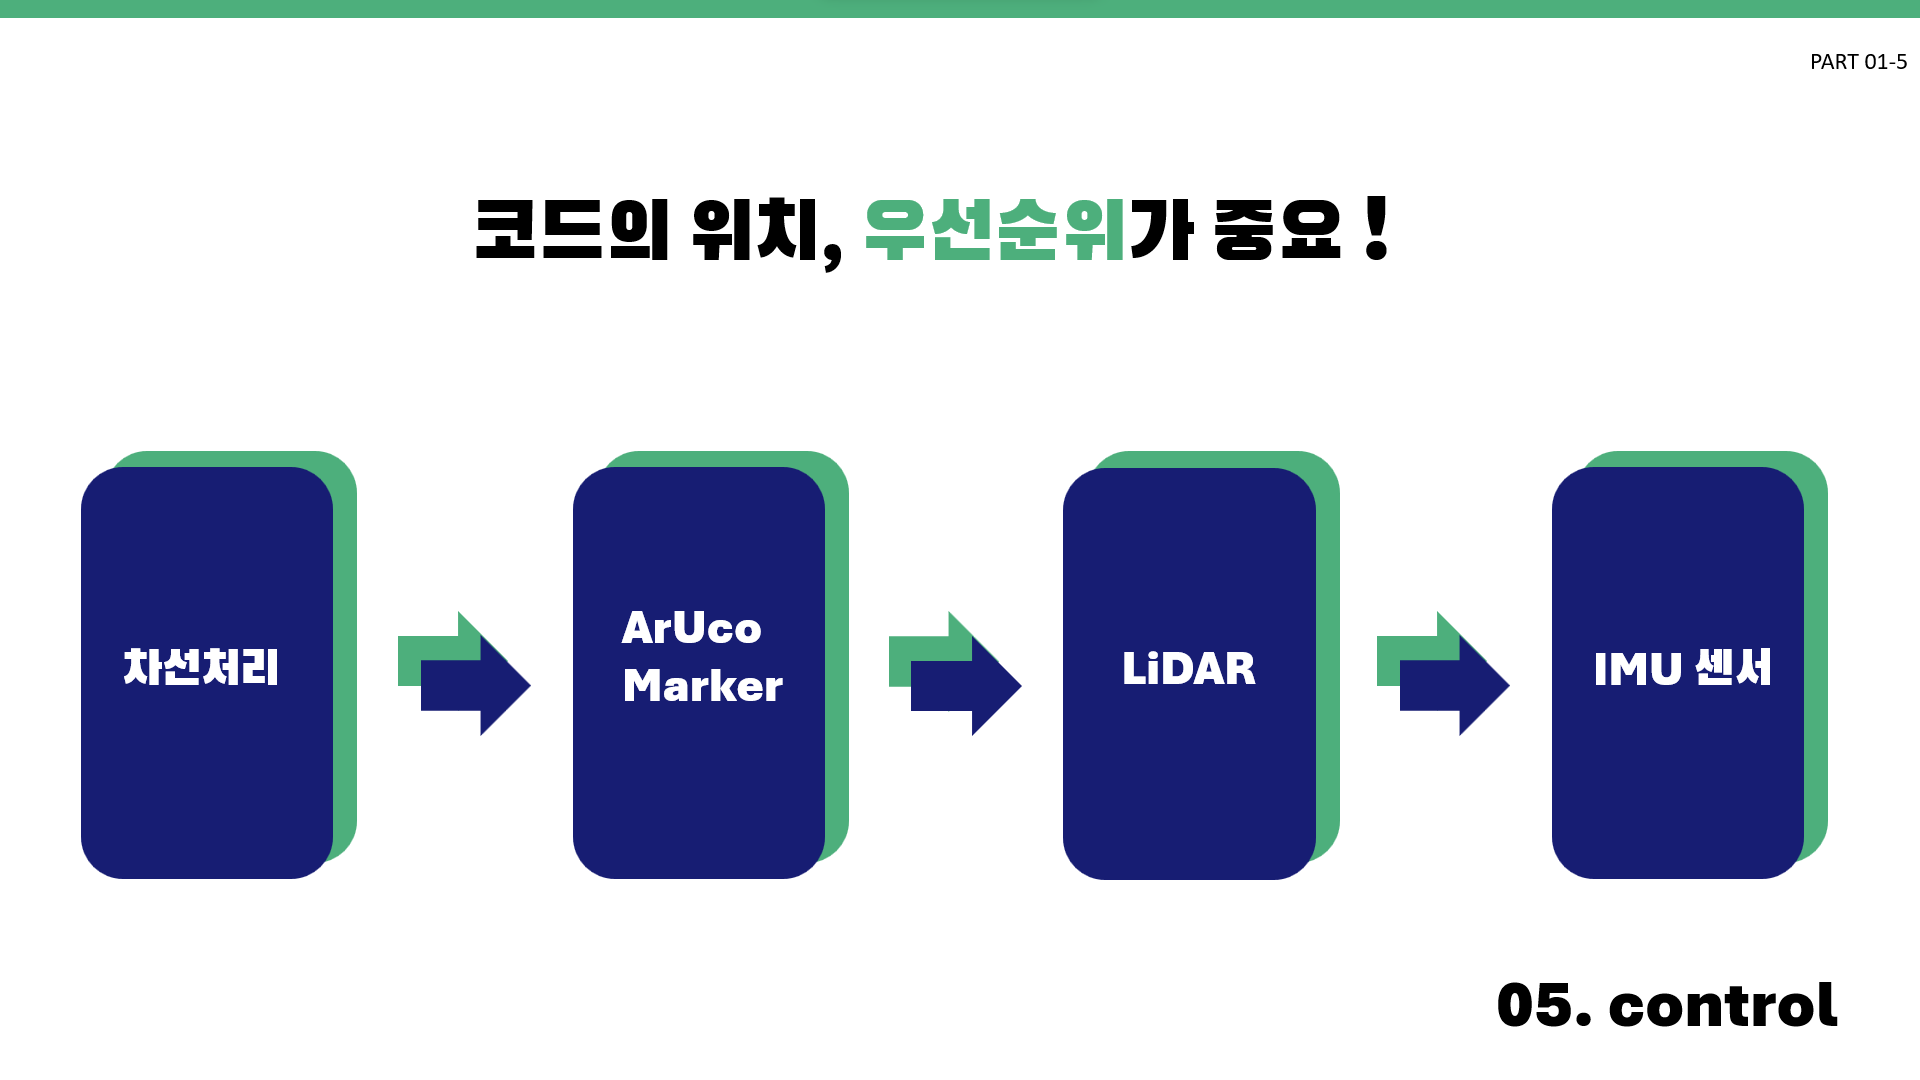 PART 01-5
코드의 위치, 우선순위가 중요 !
차선처리
ArUco
Marker
LiDAR
IMU 센서
05. control